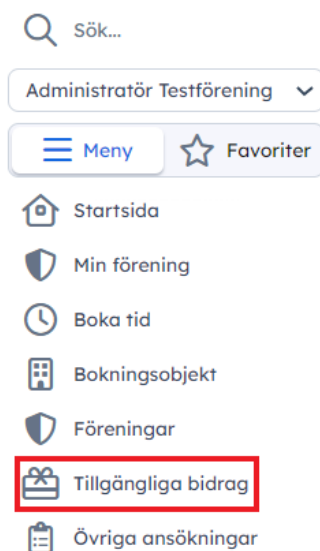 Sök...
Administratör Testförening
Meny Favoriter
Startsida
Min förening
Boka tid
Bokningsobjekt
Föreningar
Tillgängliga bidrag
Övriga ansökningar